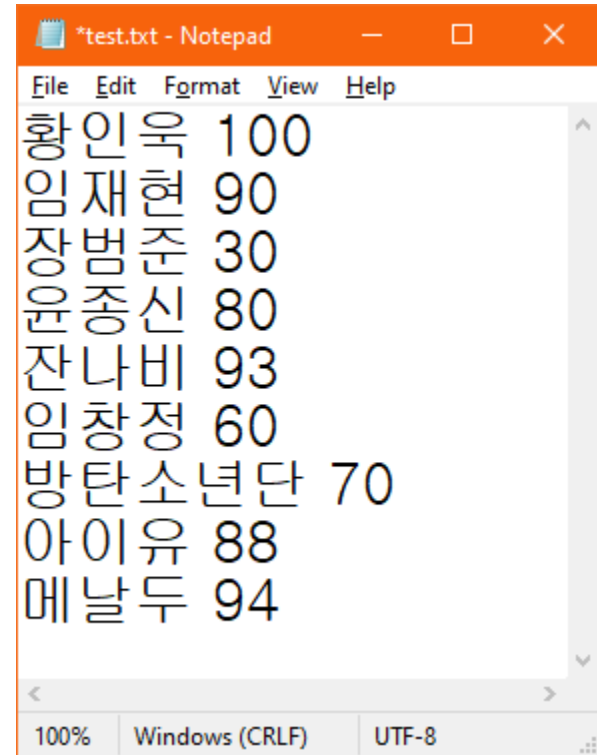 *test.txt - Notepad
File Edit Format View Help
황인욱 100
임재현 90
장범준 30
윤종신 80
잔나비 93
임창정 60
방탄소년단 70
아이유 88
메날두 94
100% Windows (CRLF) UTF-8